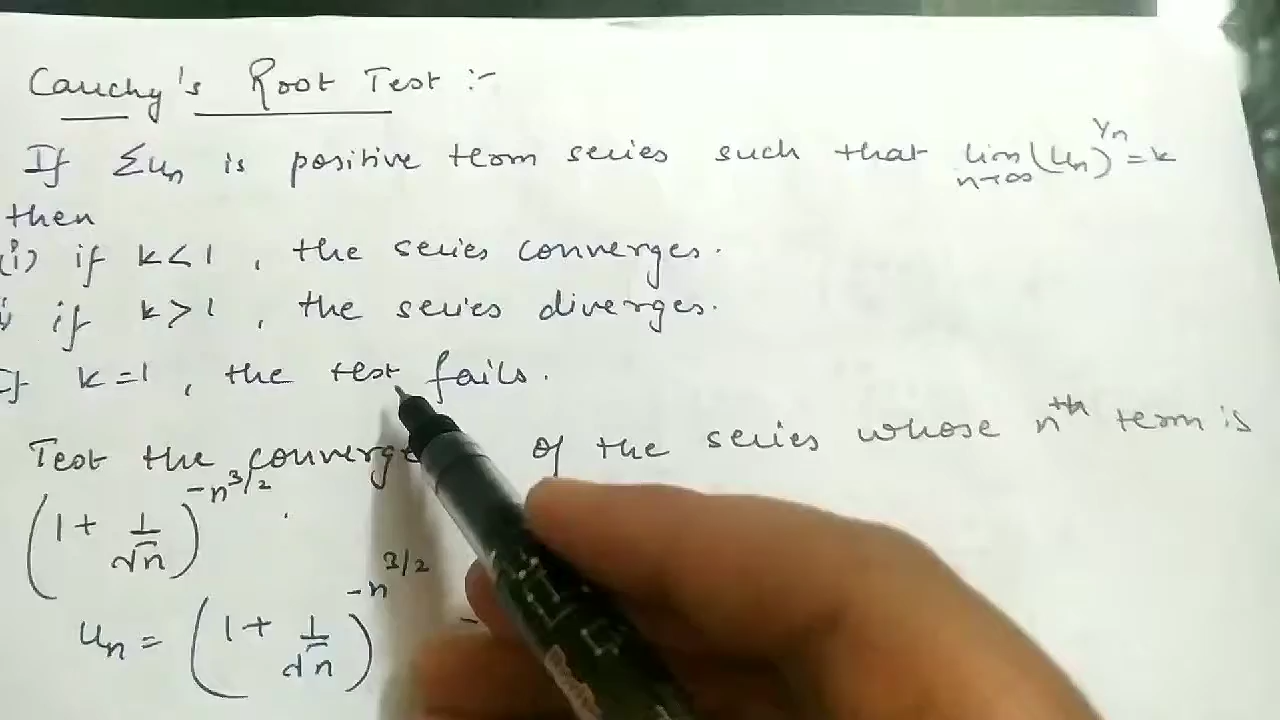 Cauchy's Root Test :-
If Σuₙ is positive term series such that lim n→∞ (uₙ)^1/n = k
then
(i) if k < 1 , the series converges.
if k > 1 , the series diverges.
If k = 1 , the test fails.
Test the of the series whose nth term is
(1 + 1/√n)^-n^3/2 .
uₙ = (1 + 1/√n)^-n^3/2